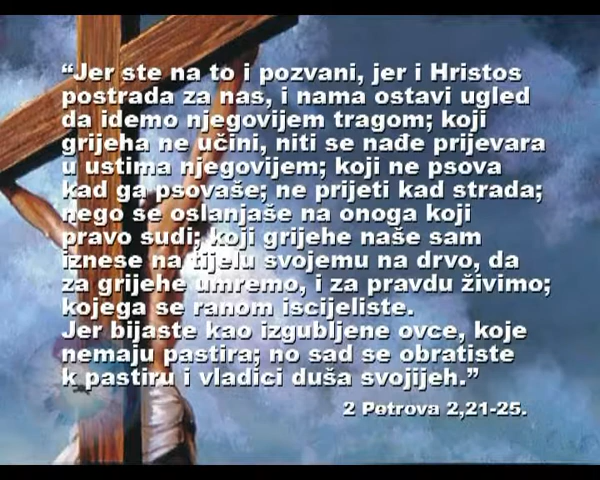 “Jer ste na to i pozvani, jer i Hristos
postrada za nas, i nama ostavi ugled
da idemo njegovijem tragom; koji
grijeha ne učini, niti se nađe prijevara
u ustima njegovijem; koji ne psova
kad ga psovaše; ne prijeti kad strada;
nego se oslanjaše na onoga koji
pravo sudi; koji grijehe naše sam
iznese na tijelu svojemu na drvo, da
za grijehe umremo, i za pravdu živimo;
kojega se ranom iscijeliste.
Jer bijaste kao izgubljene ovce, koje
nemaju pastira; no sad se obratiste
k pastiru i vladici duša svojijeh.”
2 Petrova 2,21-25.